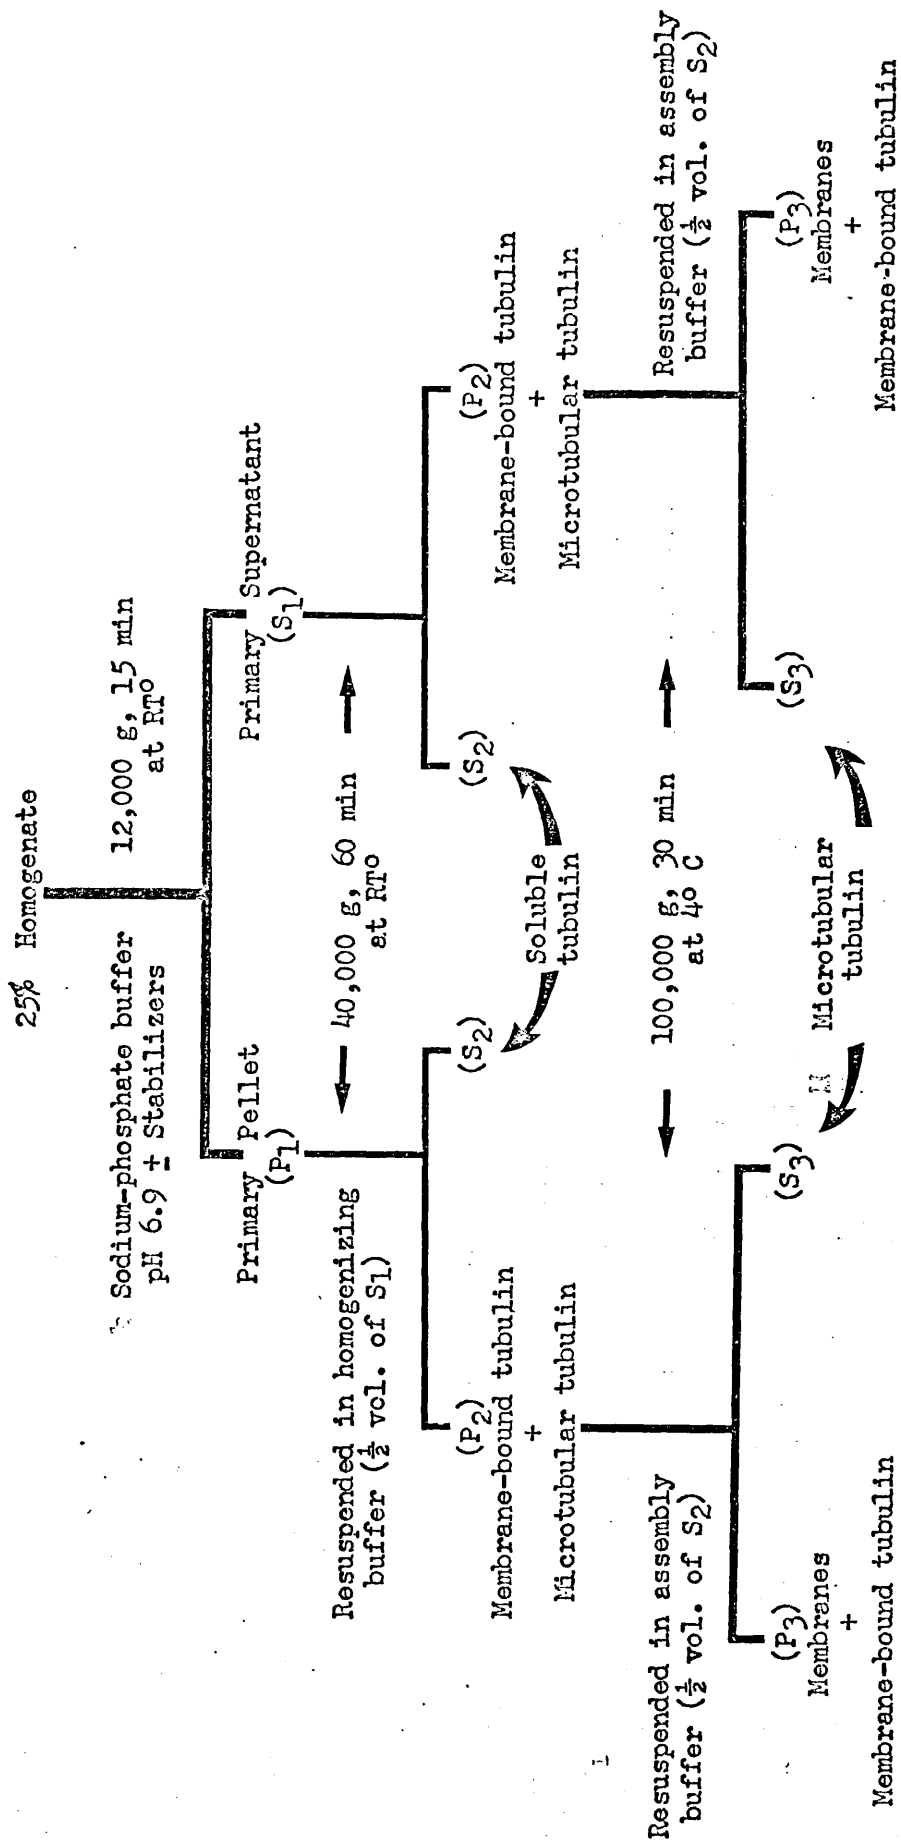 25% Homogenate
Sodium-phosphate buffer
pH 6.9 ± Stabilizers
12,000 g, 15 min
at RT°
Primary Pellet
(P1)
Primary Supernatant
(S1)
Resuspended in homogenizing
buffer (½ vol. of S1)
40,000 g, 60 min
at RT°
(P2)
Membrane-bound tubulin
+
Microtubular tubulin
(S2)
Soluble
tubulin
(S2)
(P2)
Membrane-bound tubulin
+
Microtubular tubulin
Resuspended in assembly
buffer (½ vol. of S2)
100,000 g, 30 min
at 4° C
Resuspended in assembly
buffer (½ vol. of S2)
(P3)
Membranes
+
Membrane-bound tubulin
(S3)
Microtubular
tubulin
(S3)
(P3)
Membranes
+
Membrane-bound tubulin